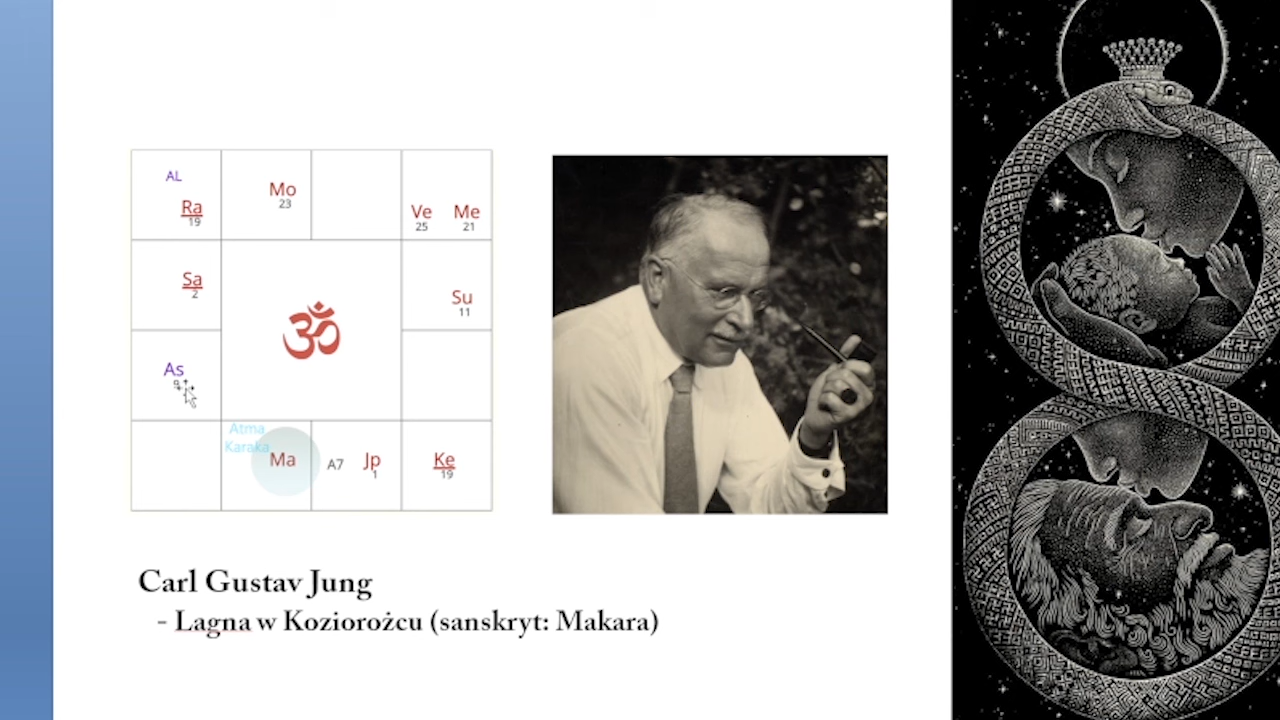 AL
Ra
19
Mo
23
Ve Me
25 21
Sa
2
ॐ
Su
11
As
Atma
Karaka
Ma
A7 Jp
1
Ke
19
Carl Gustav Jung
- Lagna w Koziorożcu (sanskryt: Makara)